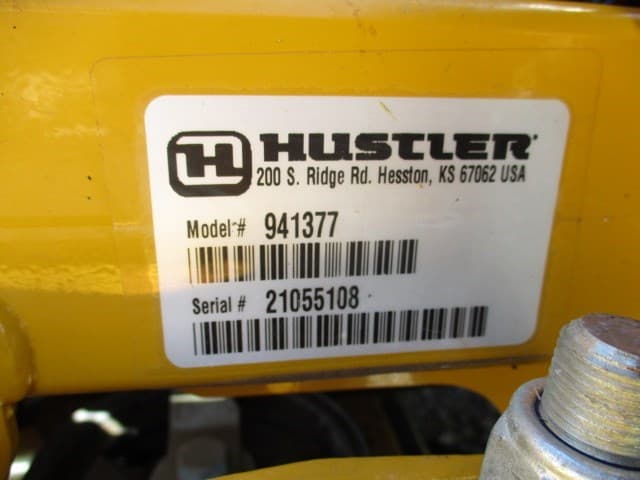 H HUSTLER
200 S. Ridge Rd. Hesston, KS 67062 USA
Model # 941377
Serial # 21055108